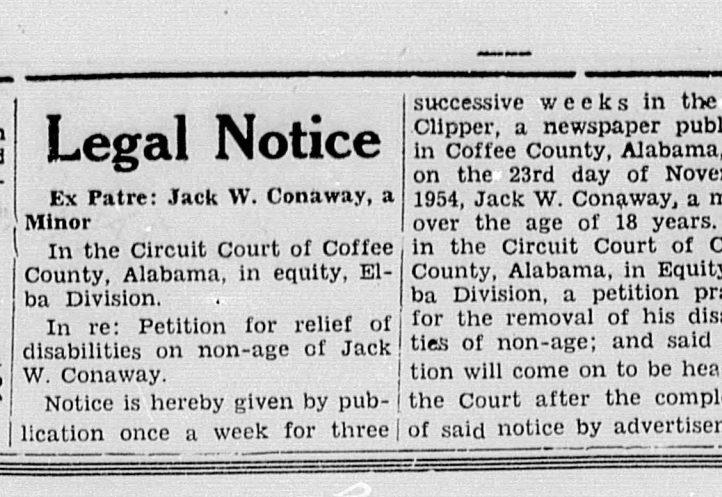 Legal Notice
Ex Patre: Jack W. Conaway, a
Minor
In the Circuit Court of Coffee
County, Alabama, in equity, El-
ba Division.
In re: Petition for relief of
disabilities on non-age of Jack
W. Conaway.
Notice is hereby given by pub-
lication once a week for three
successive weeks in the
Clipper, a newspaper publ
in Coffee County, Alabama,
on the 23rd day of Nove
1954, Jack W. Conaway, a m
over the age of 18 years.
in the Circuit Court of C
County, Alabama, in Equity
ba Division, a petition pra
for the removal of his disa
ties of non-age; and said
tion will come on to be hea
the Court after the comple
of said notice by advertisem